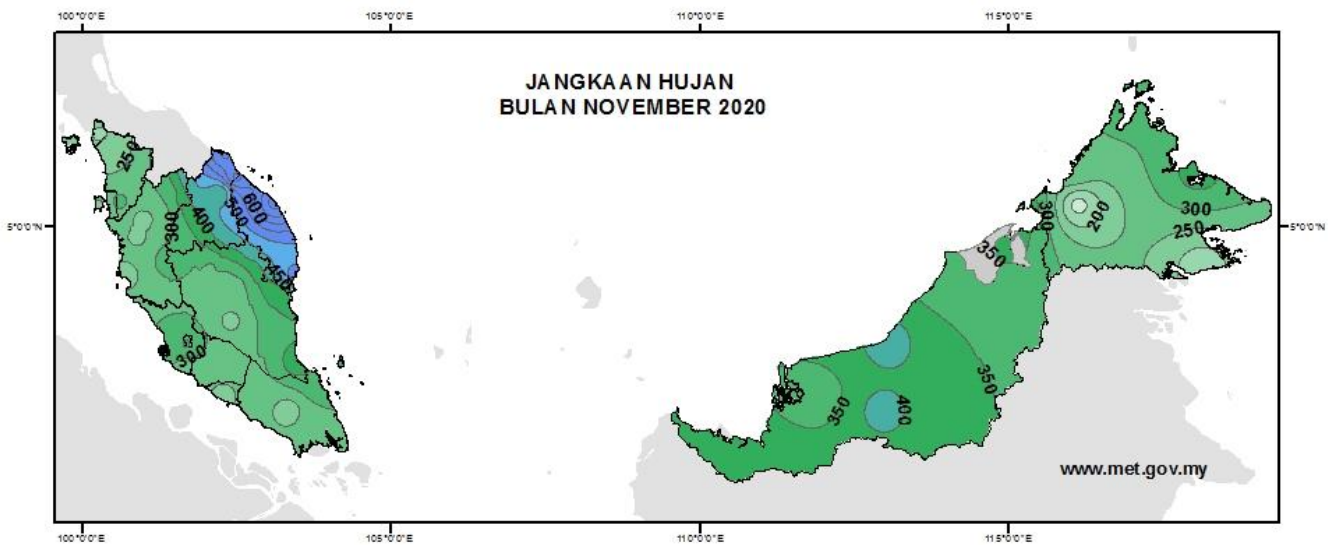 100°0'0"E
105°0'0"E
110°0'0"E
115°0'0"E
JANGKAAN HUJAN
BULAN NOVEMBER 2020
250
300
400
500
600
450
300
5°0'0"N
5°0'0"N
300
200
300
250
350
350
350
400
www.met.gov.my
100°0'0"E
105°0'0"E
110°0'0"E
115°0'0"E